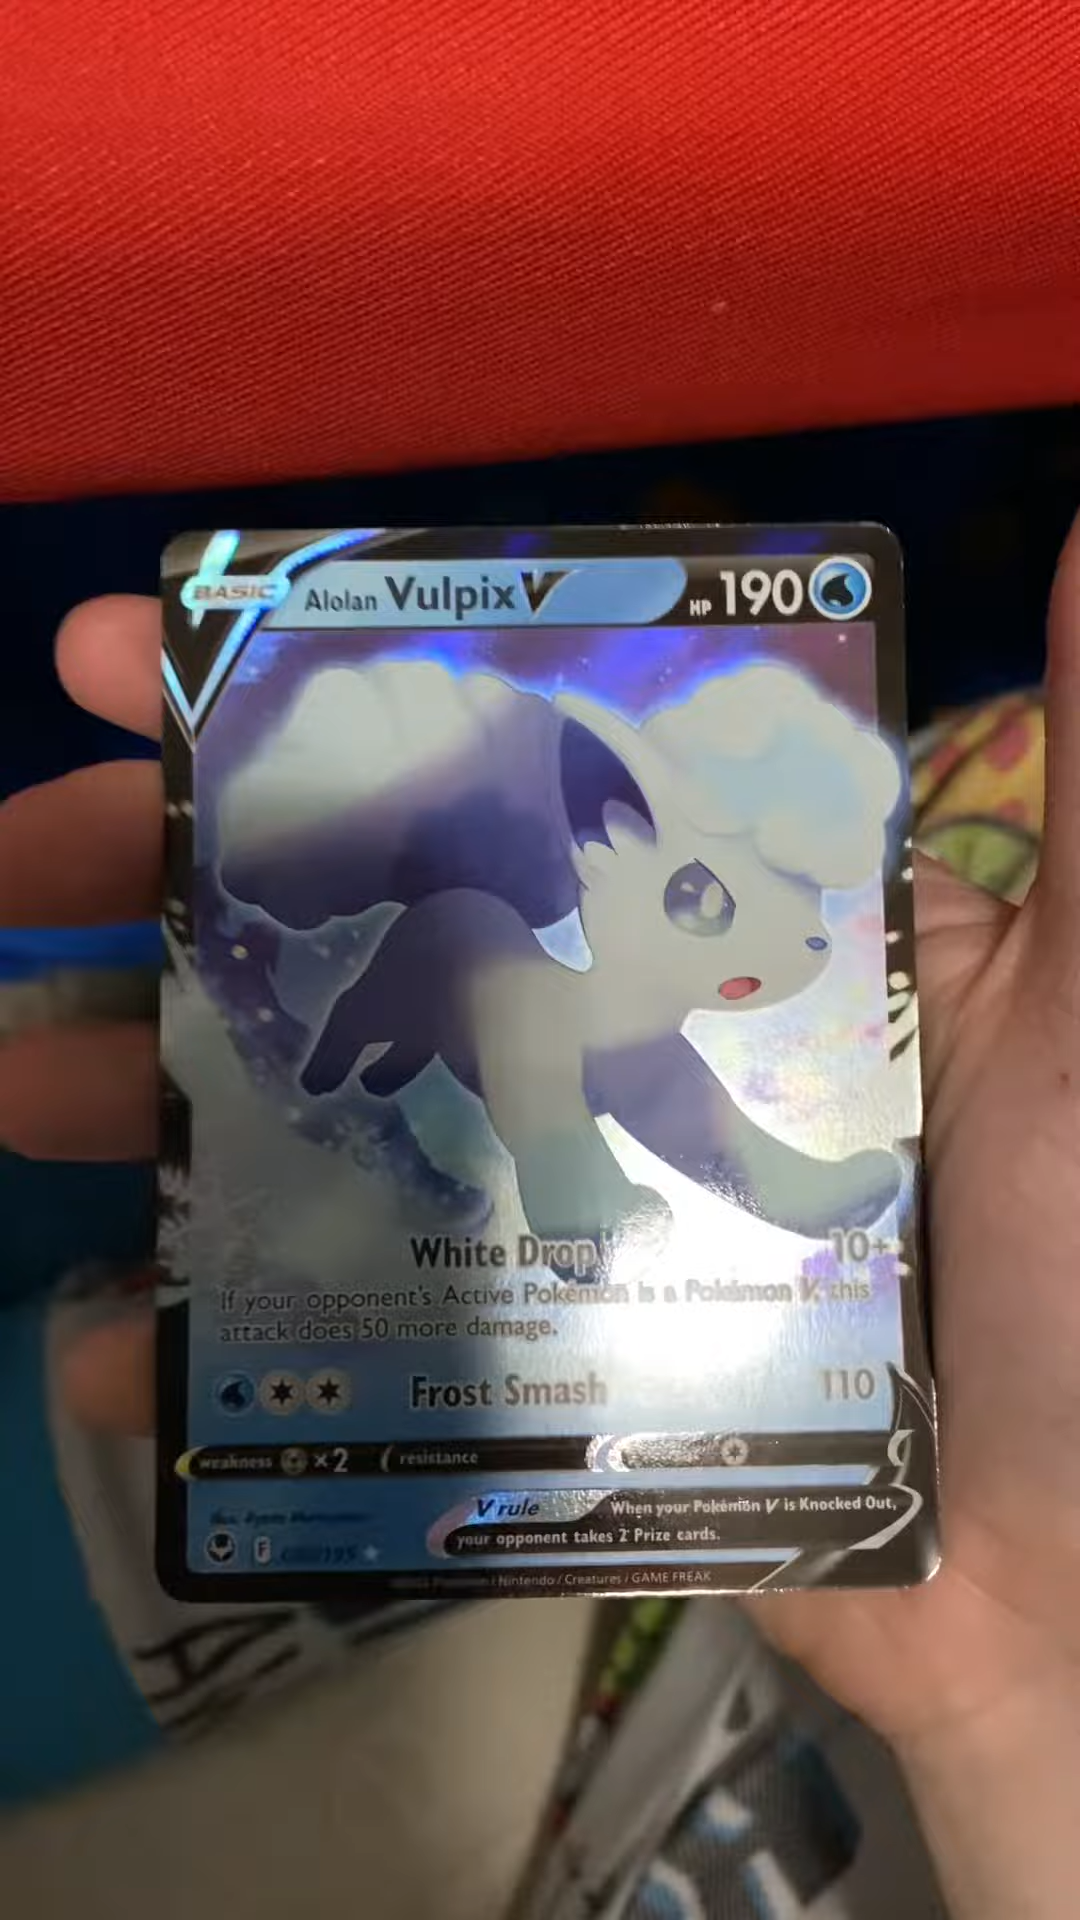 BASIC
Alolan Vulpix V
HP 190
White Drop 10+
If your opponent's Active Pokémon is a Pokémon V, this
attack does 50 more damage.
Frost Smash 110
weakness ×2 resistance
V rule When your Pokémon V is Knocked Out,
your opponent takes 2 Prize cards.
F /195
Pokémon / Nintendo / Creatures / GAME FREAK